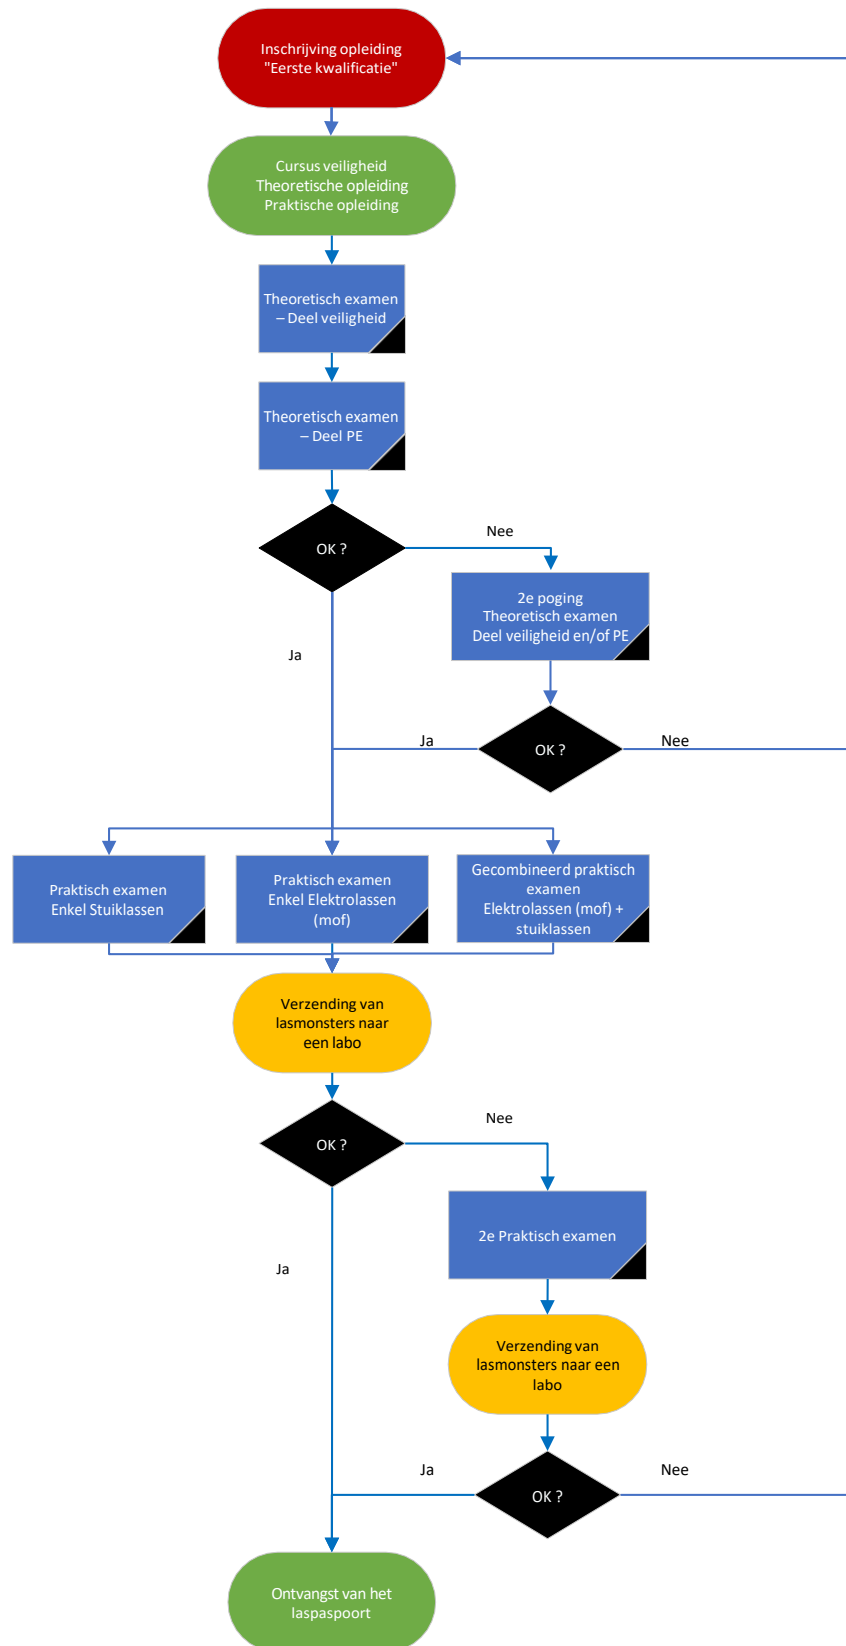 Inschrijving opleiding
"Eerste kwalificatie"
Cursus veiligheid
Theoretische opleiding
Praktische opleiding
Theoretisch examen
– Deel veiligheid
Theoretisch examen
– Deel PE
OK ?
Nee
2e poging
Theoretisch examen
Deel veiligheid en/of PE
Ja
Ja
OK ?
Nee
Praktisch examen
Enkel Stuiklassen
Praktisch examen
Enkel Elektrolassen
(mof)
Gecombineerd praktisch
examen
Elektrolassen (mof) +
stuiklassen
Verzending van
lasmonsters naar
een labo
OK ?
Nee
2e Praktisch examen
Ja
Verzending van
lasmonsters naar een
labo
Ja
OK ?
Nee
Ontvangst van het
laspaspoort